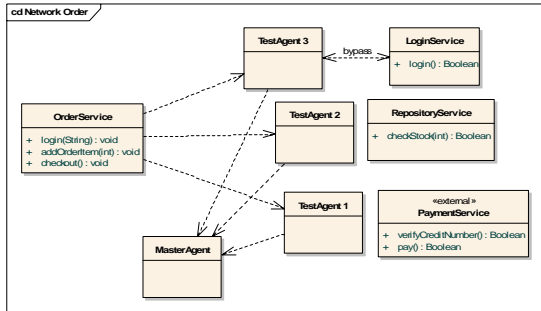 cd Network Order
TestAgent 3
bypass
LoginService
+ login() : Boolean
OrderService
+ login(String) : void
+ addOrderItem(int) : void
+ checkout() : void
TestAgent 2
RepositoryService
+ checkStock(int) : Boolean
TestAgent 1
«external»
PaymentService
+ verifyCreditNumber() : Boolean
+ pay() : Boolean
MasterAgent